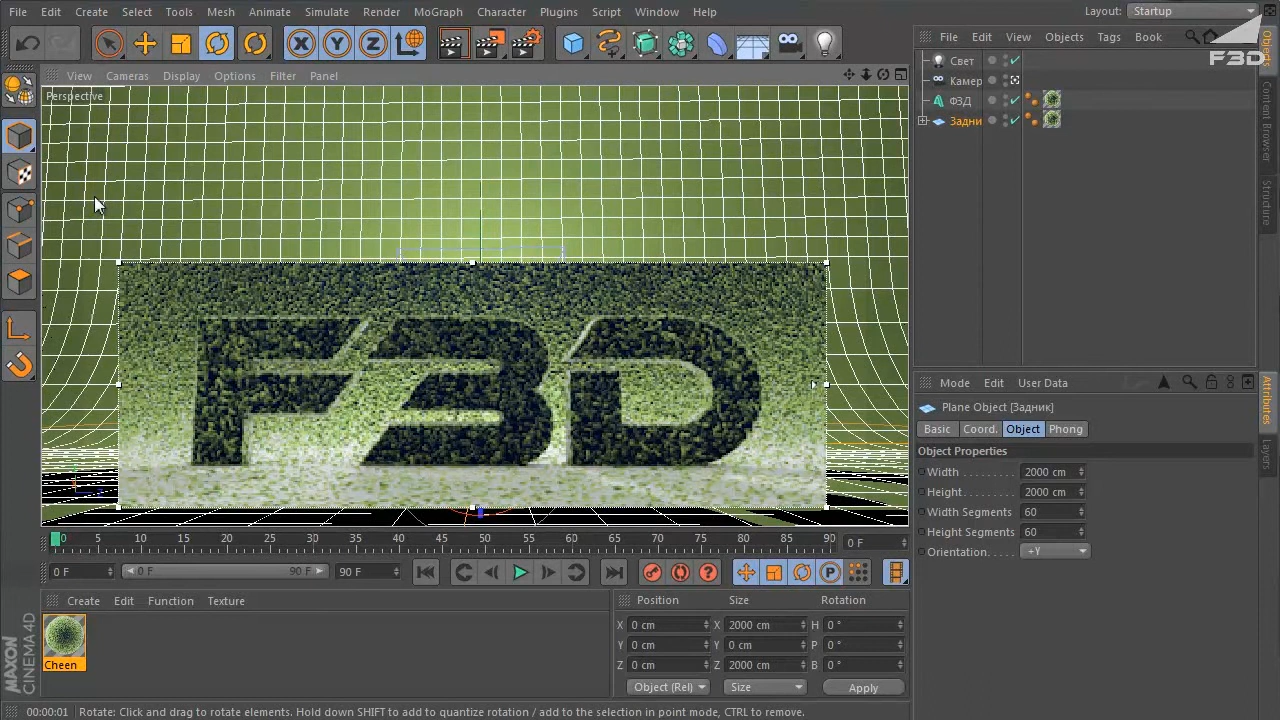 File Edit Create Select Tools Mesh Animate Simulate Render MoGraph Character Plugins Script Window Help Layout: Startup
File Edit View Objects Tags Book
F3D
View Cameras Display Options Filter Panel
Perspective
Свет
Камер
ФЗД
Задни
Objects
Content Browser
Structure
F3D
Mode Edit User Data
Attributes
Layers
Plane Object [Задник]
Basic Coord. Object Phong
Object Properties
Width 2000 cm
Height 2000 cm
Width Segments 60
Height Segments 60
Orientation +Y
0 5 10 15 20 25 30 35 40 45 50 55 60 65 70 75 80 85 90 0 F
0 F 0 F 90 F 90 F
Create Edit Function Texture
Cheen
Position Size Rotation
X 0 cm X 2000 cm H 0 °
Y 0 cm Y 0 cm P 0 °
Z 0 cm Z 2000 cm B 0 °
Object (Rel) Size Apply
MAXON
CINEMA4D
00:00:01 Rotate: Click and drag to rotate elements. Hold down SHIFT to add to quantize rotation / add to the selection in point mode, CTRL to remove.